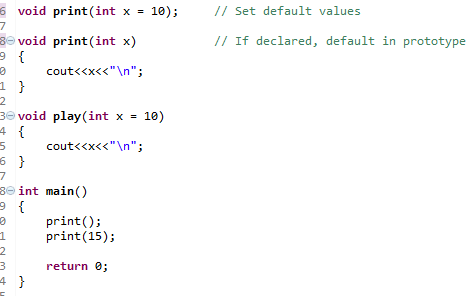 6 void print(int x = 10);     // Set default values
7
8 void print(int x)           // If declared, default in prototype
9 {
0     cout<<x<<"\n";
1 }
2
3 void play(int x = 10)
4 {
5     cout<<x<<"\n";
6 }
7
8 int main()
9 {
0     print();
1     print(15);
2
3     return 0;
4 }